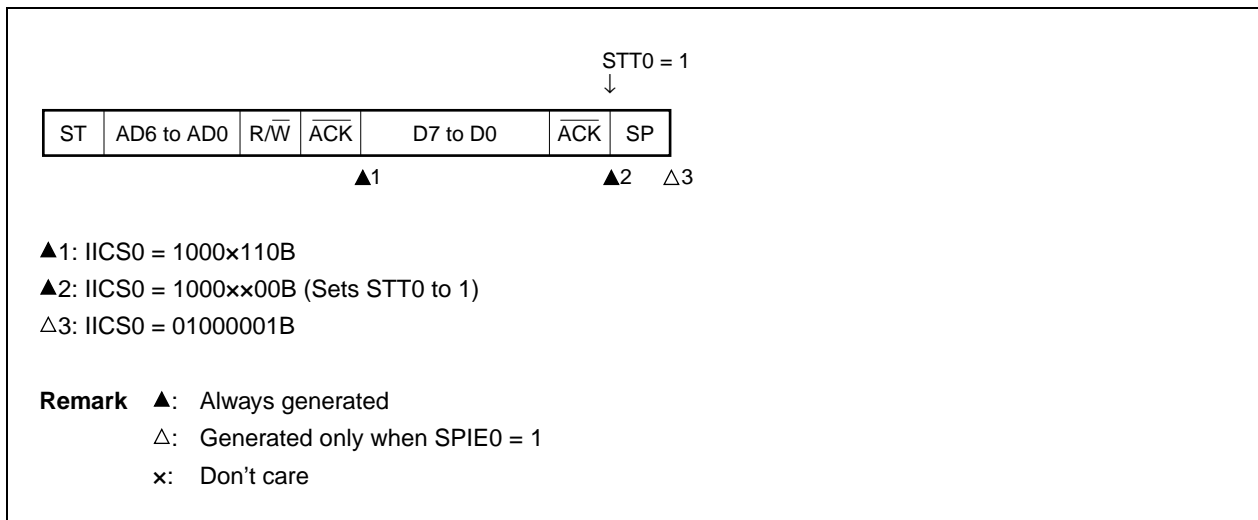 STT0 = 1
↓
ST AD6 to AD0 R/W̅ A̅C̅K̅ D7 to D0 A̅C̅K̅ SP
▲1 ▲2 △3
▲1: IICS0 = 1000×110B
▲2: IICS0 = 1000××00B (Sets STT0 to 1)
△3: IICS0 = 01000001B
Remark ▲: Always generated
△: Generated only when SPIE0 = 1
×: Don't care